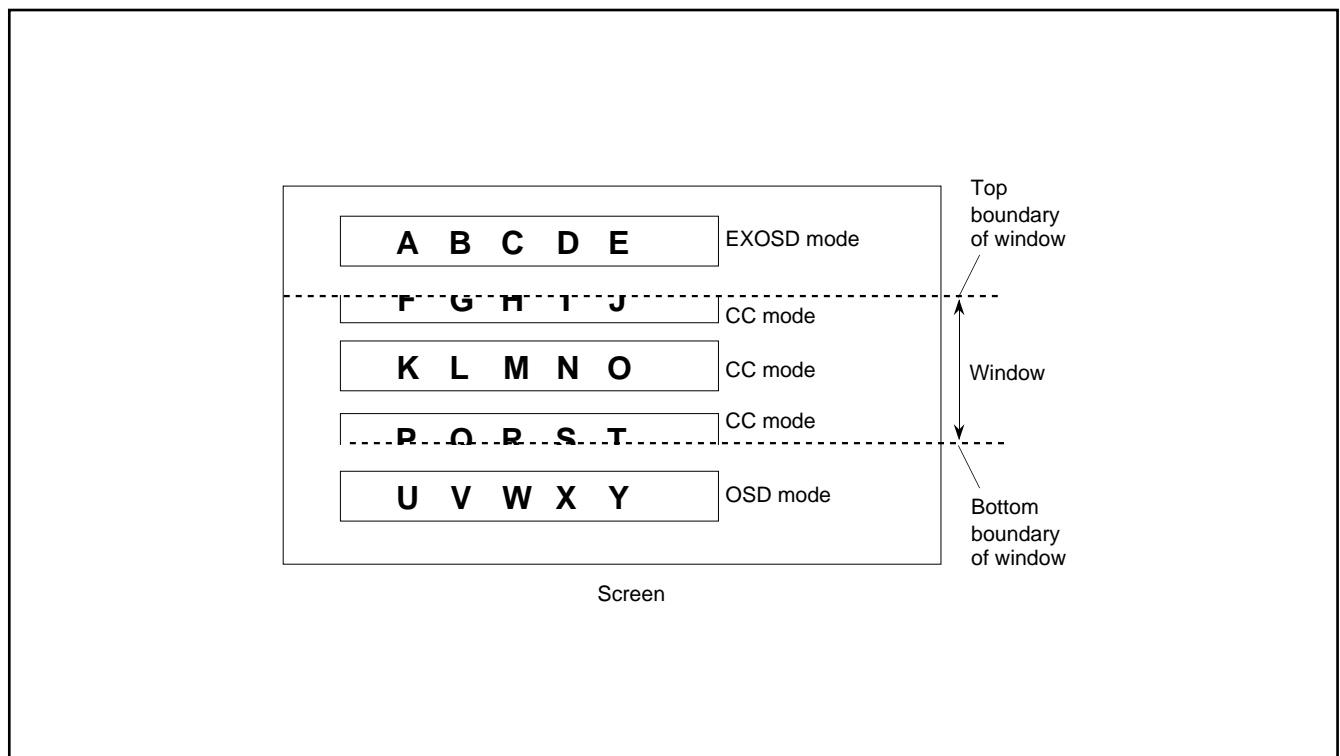 Top
boundary
of window
A B C D E
EXOSD mode
F G H I J
CC mode
K L M N O
CC mode
Window
P Q R S T
CC mode
U V W X Y
OSD mode
Bottom
boundary
of window
Screen